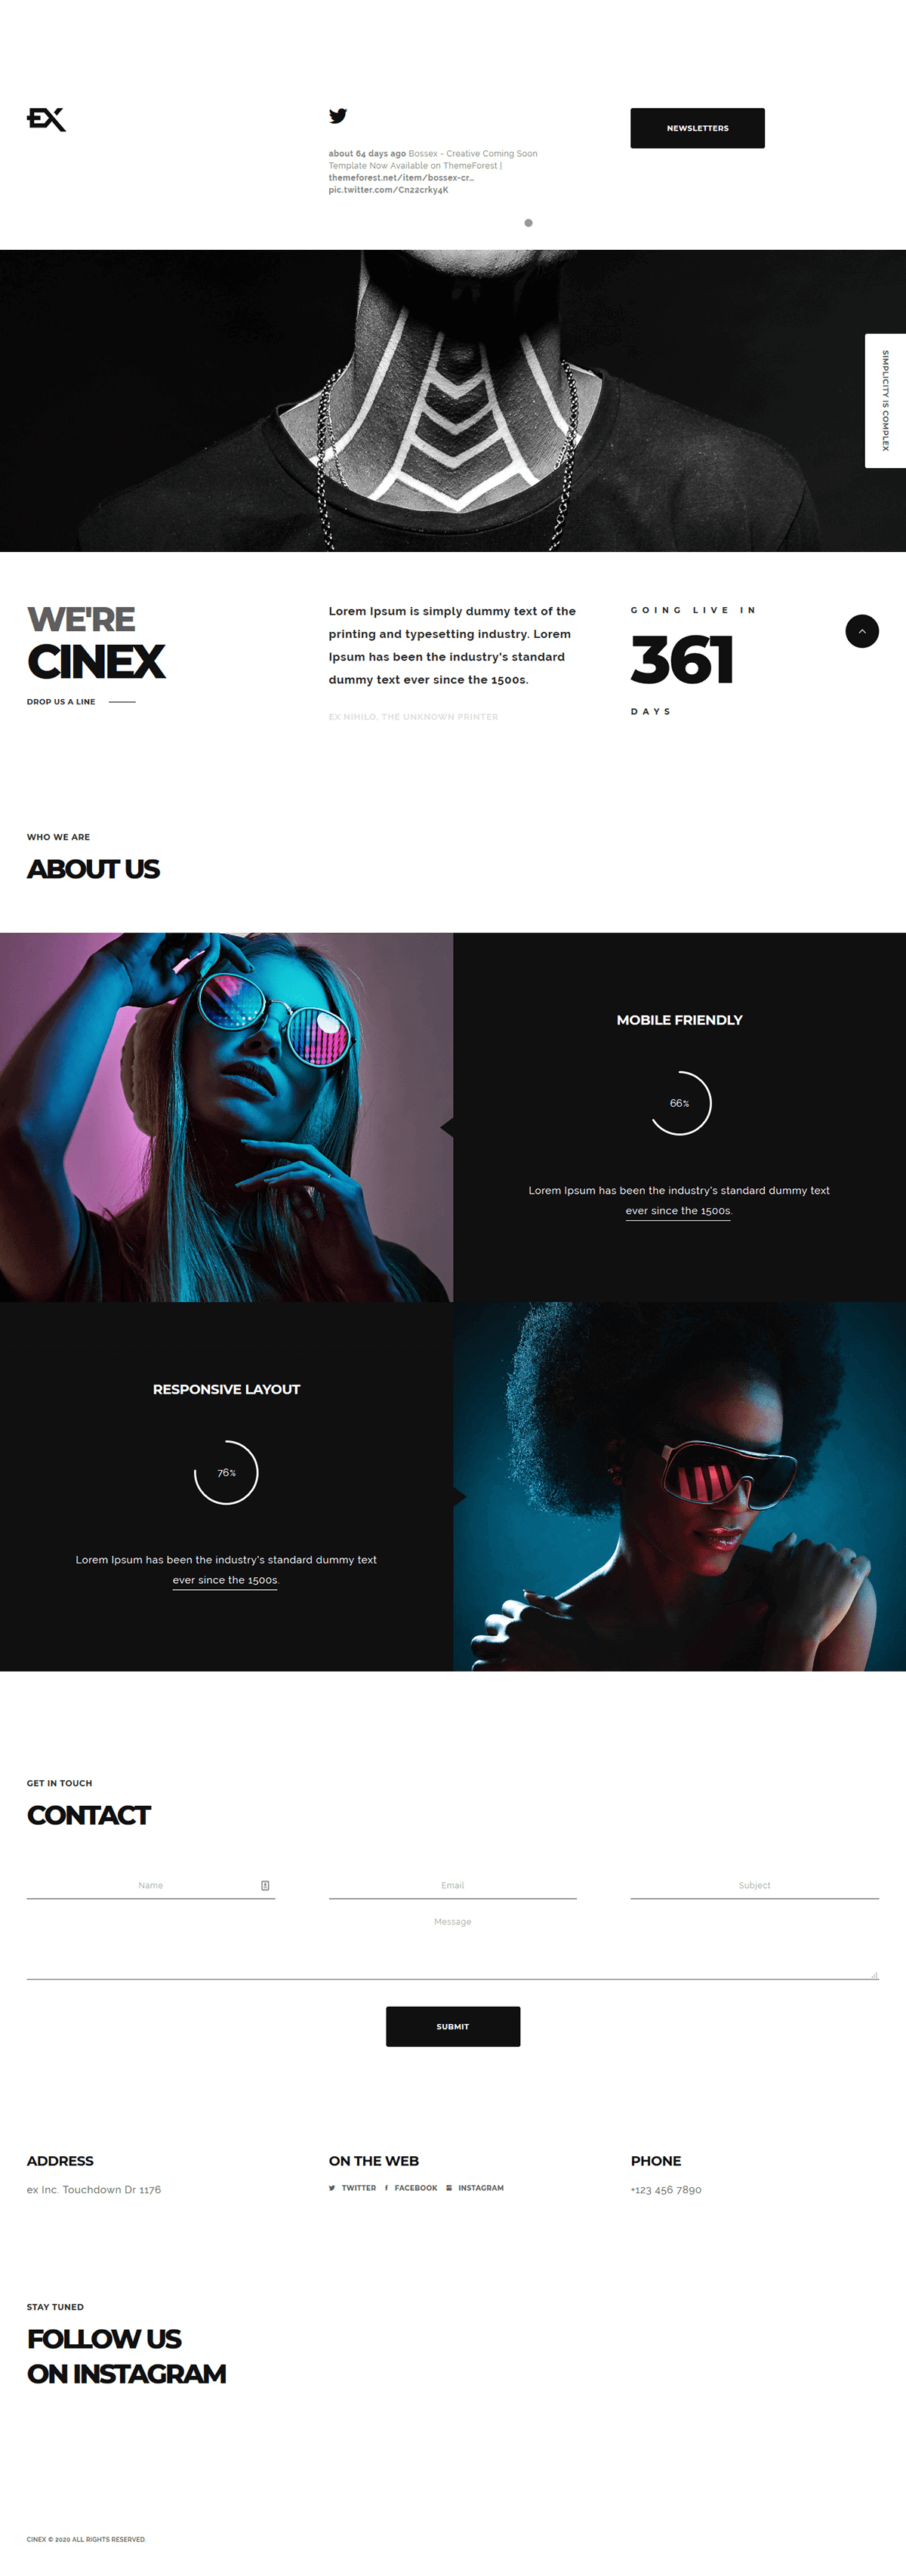 EX
about 64 days ago Bossex - Creative Coming Soon
Template Now Available on ThemeForest |
themeforest.net/item/bossex-cr…
pic.twitter.com/Cn22crky4K
NEWSLETTERS
SIMPLICITY IS COMPLEX
WE'RE
CINEX
DROP US A LINE
Lorem Ipsum is simply dummy text of the
printing and typesetting industry. Lorem
Ipsum has been the industry's standard
dummy text ever since the 1500s.
EX NIHILO, THE UNKNOWN PRINTER
GOING LIVE IN
361
DAYS
WHO WE ARE
ABOUT US
MOBILE FRIENDLY
66%
Lorem Ipsum has been the industry's standard dummy text
ever since the 1500s.
RESPONSIVE LAYOUT
76%
Lorem Ipsum has been the industry's standard dummy text
ever since the 1500s.
GET IN TOUCH
CONTACT
Name
Email
Subject
Message
SUBMIT
ADDRESS
ex Inc. Touchdown Dr 1176
ON THE WEB
TWITTER FACEBOOK INSTAGRAM
PHONE
+123 456 7890
STAY TUNED
FOLLOW US
ON INSTAGRAM
CINEX © 2020 ALL RIGHTS RESERVED.